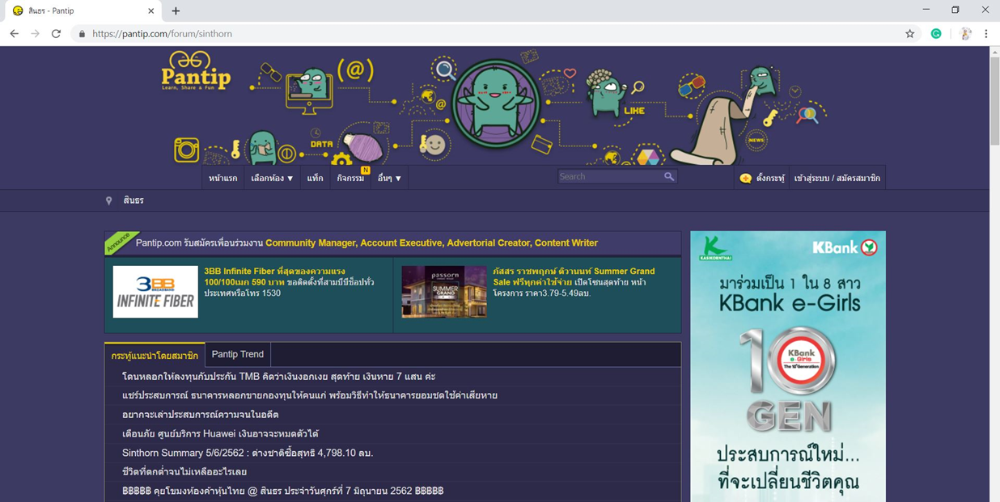 สินธร - Pantip
https://pantip.com/forum/sinthorn
Pantip
Learn, Share & Fun
(@)
@
LIKE
DATA
NEWS
หน้าแรก
เลือกห้อง ▼
แท็ก
กิจกรรม
N
อื่นๆ ▼
Search
ตั้งกระทู้
เข้าสู่ระบบ / สมัครสมาชิก
สินธร
Announce
Pantip.com รับสมัครเพื่อนร่วมงาน Community Manager, Account Executive, Advertorial Creator, Content Writer
3BB
BROADBAND
INFINITE FIBER
3BB Infinite Fiber ที่สุดของความแรง
100/100เมก 590 บาท ขอติดตั้งที่สามบีบีช็อปทั่ว
ประเทศหรือโทร 1530
passorn
SUMMER
GRAND
SALE
ภัสสร ราชพฤกษ์ ติวานนท์ Summer Grand
Sale ฟรีทุกค่าใช้จ่าย เปิดโซนสุดท้าย หน้า
โครงการ ราคา3.79-5.49ลบ.
กระทู้แนะนำโดยสมาชิก
Pantip Trend
โดนหลอกให้ลงทุนกับประกัน TMB คิดว่าเงินงอกเงย สุดท้าย เงินหาย 7 แสน ค่ะ
แชร์ประสบการณ์ ธนาคารหลอกขายกองทุนให้คนแก่ พร้อมวิธีทำให้ธนาคารยอมชดใช้ค่าเสียหาย
อยากจะเล่าประสบการณ์ความจนในอดีต
เตือนภัย ศูนย์บริการ Huawei เงินอาจจะหมดตัวได้
Sinthorn Summary 5/6/2562 : ต่างชาติซื้อสุทธิ 4,798.10 ลบ.
ชีวิตที่ตกต่ำจนไม่เหลืออะไรเลย
฿฿฿฿฿ คุยโขมงห้องค้าหุ้นไทย @ สินธร ประจำวันศุกร์ที่ 7 มิถุนายน 2562 ฿฿฿฿฿
KASIKORNTHAI
KBank
มาร่วมเป็น 1 ใน 8 สาว
KBank e-Girls
10
KBank
e-Girls
The 10th Generation
GEN
ประสบการณ์ใหม่...
ที่จะเปลี่ยนชีวิตคุณ